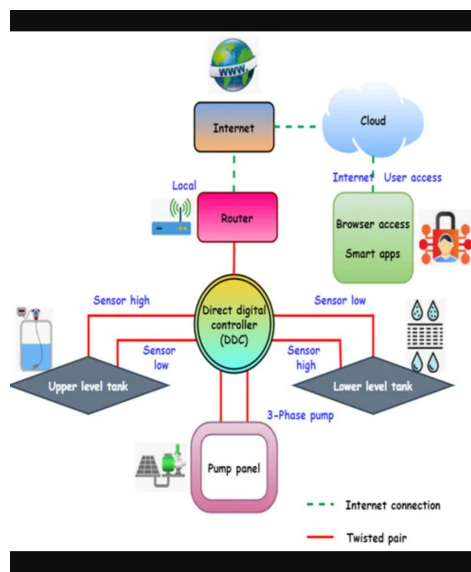 WWW.
Internet
Cloud
Local
Internet User access
Router
Browser access
Smart apps
Sensor high
Direct digital
controller
(DDC)
Sensor low
Sensor
low
Sensor
high
Upper level tank
Lower level tank
3-Phase pump
Pump panel
Internet connection
Twisted pair